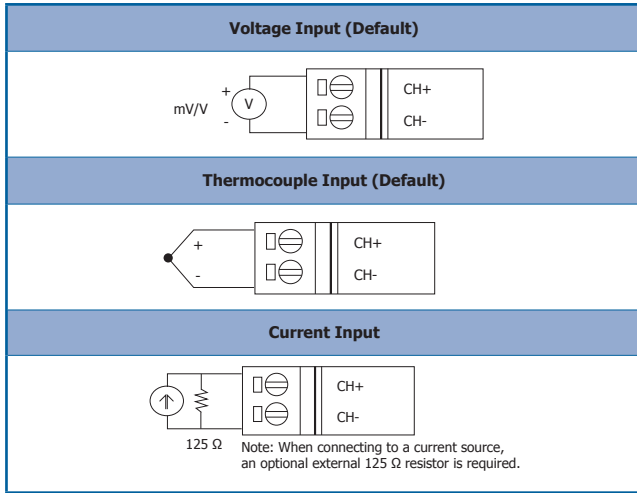 Voltage Input (Default)
mV/V
+
V
-
CH+
CH-
Thermocouple Input (Default)
+
-
CH+
CH-
Current Input
CH+
CH-
125 Ω
Note: When connecting to a current source,
an optional external 125 Ω resistor is required.